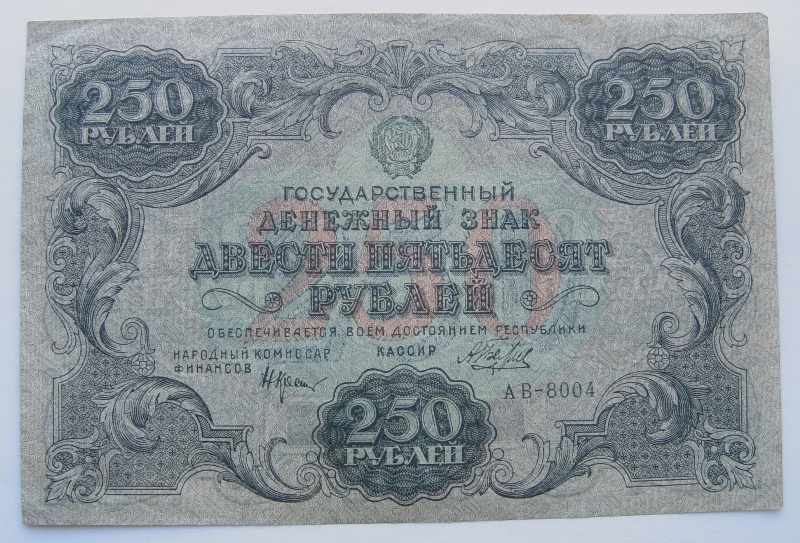 250
РУБЛЕЙ
250
РУБЛЕЙ
ГОСУДАРСТВЕННЫЙ
ДЕНЕЖНЫЙ ЗНАК
250
ДВЕСТИ ПЯТЬДЕСЯТ
РУБЛЕЙ
ОБЕСПЕЧИВАЕТСЯ ВСЕМ ДОСТОЯНИЕМ РЕСПУБЛИКИ
НАРОДНЫЙ КОМИССАР
ФИНАНСОВ
КАССИР
АВ-8004
250
РУБЛЕЙ